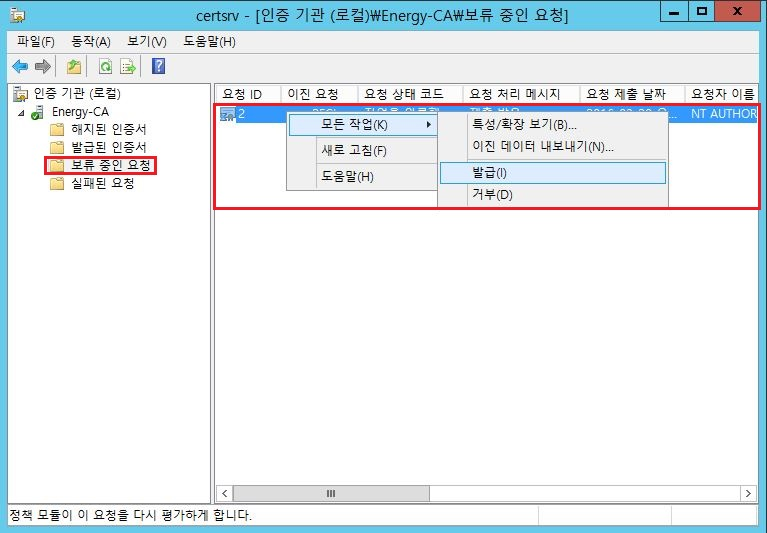 certsrv - [인증 기관 (로컬)₩Energy-CA₩보류 중인 요청]
파일(F) 동작(A) 보기(V) 도움말(H)
인증 기관 (로컬)
Energy-CA
해지된 인증서
발급된 인증서
보류 중인 요청
실패한 요청
요청 ID 이진 요청 요청 상태 코드 요청 처리 메시지 요청 제출 날짜 요청자 이름
2 NT AUTHOR
모든 작업(K)
새로 고침(F)
도움말(H)
특성/확장 보기(B)...
이진 데이터 내보내기(N)...
발급(I)
거부(D)
정책 모듈이 이 요청을 다시 평가하게 합니다.